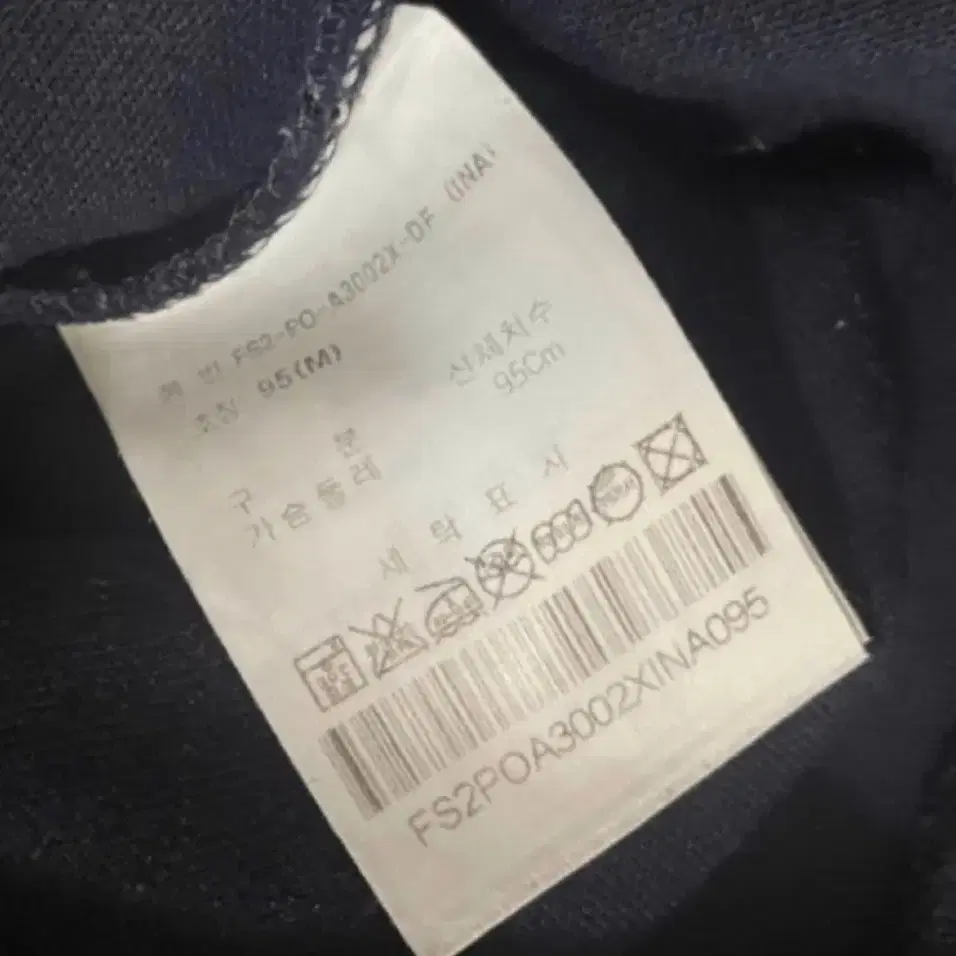 품 번 FS2-PO-A3002X-DF (INA)
호칭 95(M)
구 분 신체치수
가슴둘레 95Cm
세 탁 표 시
FS2POA3002XINA095